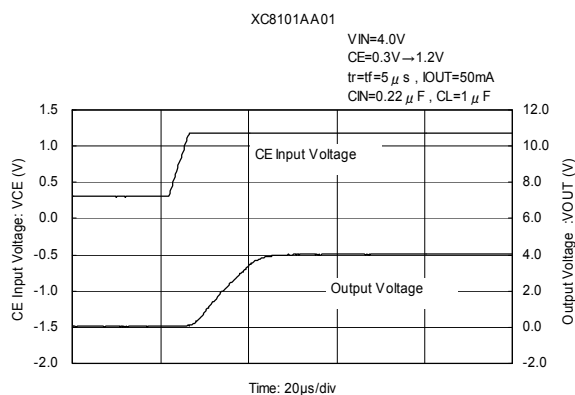 XC8101AA01
VIN=4.0V
CE=0.3V→1.2V
tr=tf=5μs , IOUT=50mA
CIN=0.22μF , CL=1μF
1.5
1.0
0.5
0.0
-0.5
-1.0
-1.5
-2.0
CE Input Voltage: VCE (V)
CE Input Voltage
Output Voltage
12.0
10.0
8.0
6.0
4.0
2.0
0.0
-2.0
Output Voltage :VOUT (V)
Time: 20μs/div